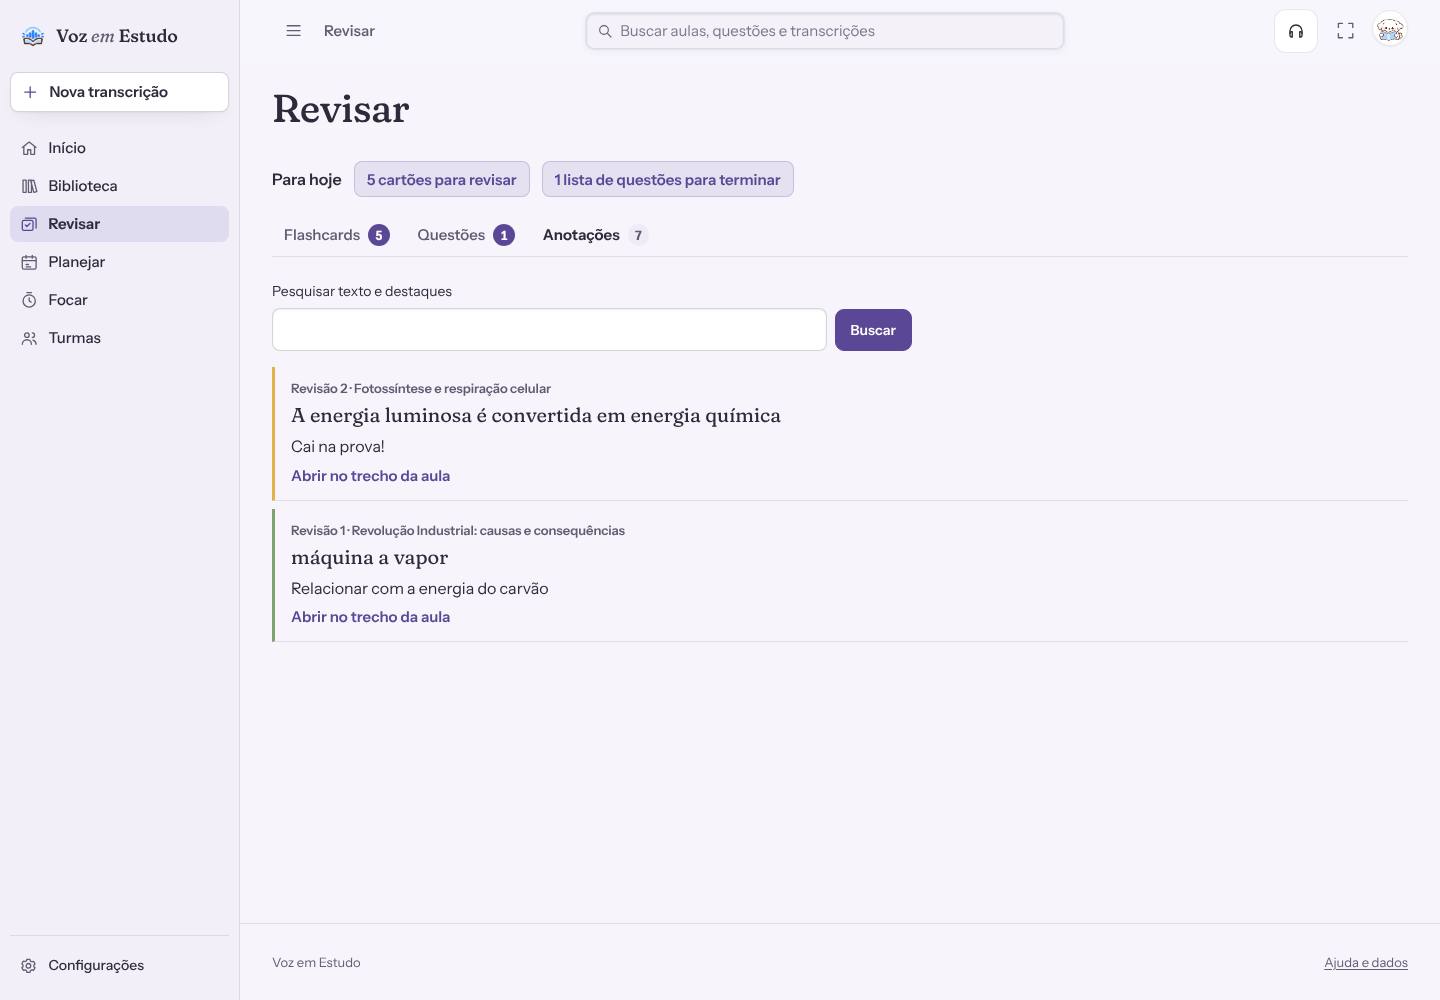 Voz em Estudo
Nova transcrição
Início
Biblioteca
Revisar
Planejar
Focar
Turmas
Configurações
Revisar
Buscar aulas, questões e transcrições
Revisar
Para hoje 5 cartões para revisar 1 lista de questões para terminar
Flashcards 5 Questões 1 Anotações 7
Pesquisar texto e destaques
Buscar
Revisão 2 · Fotossíntese e respiração celular
A energia luminosa é convertida em energia química
Cai na prova!
Abrir no trecho da aula
Revisão 1 · Revolução Industrial: causas e consequências
máquina a vapor
Relacionar com a energia do carvão
Abrir no trecho da aula
Voz em Estudo
Ajuda e dados